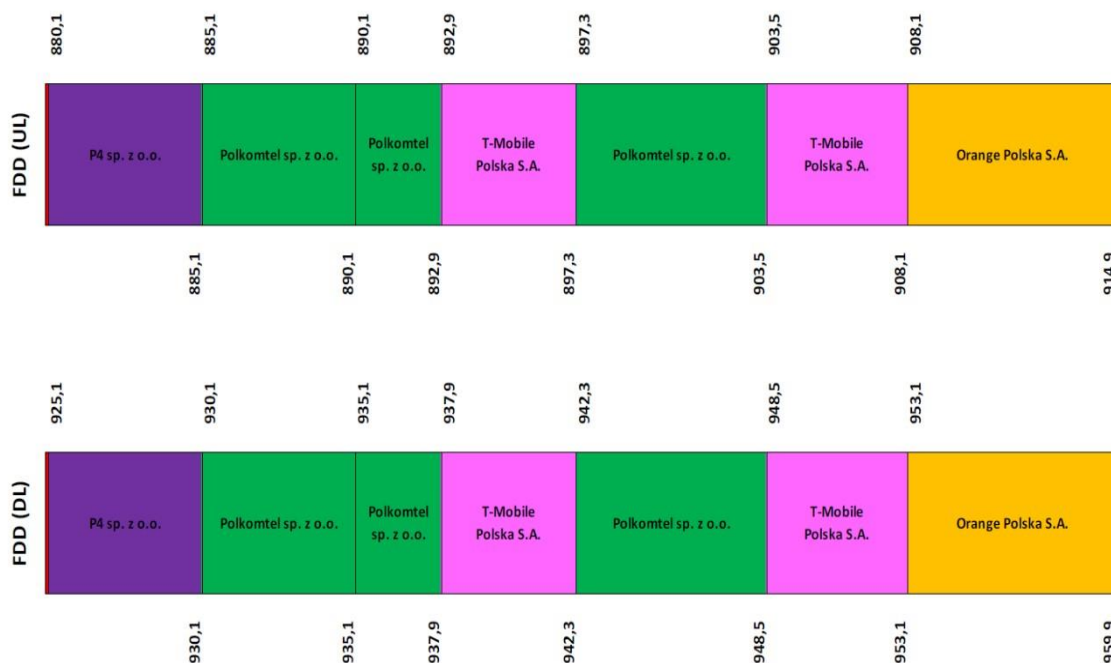 880,1 885,1 890,1 892,9 897,3 903,5 908,1
FDD (UL)
P4 sp. z o.o.
Polkomtel sp. z o.o.
Polkomtel
sp. z o.o.
T-Mobile
Polska S.A.
Polkomtel sp. z o.o.
T-Mobile
Polska S.A.
Orange Polska S.A.
885,1 890,1 892,9 897,3 903,5 908,1 914,9
925,1 930,1 935,1 937,9 942,3 948,5 953,1
FDD (DL)
P4 sp. z o.o.
Polkomtel sp. z o.o.
Polkomtel
sp. z o.o.
T-Mobile
Polska S.A.
Polkomtel sp. z o.o.
T-Mobile
Polska S.A.
Orange Polska S.A.
930,1 935,1 937,9 942,3 948,5 953,1 959,9